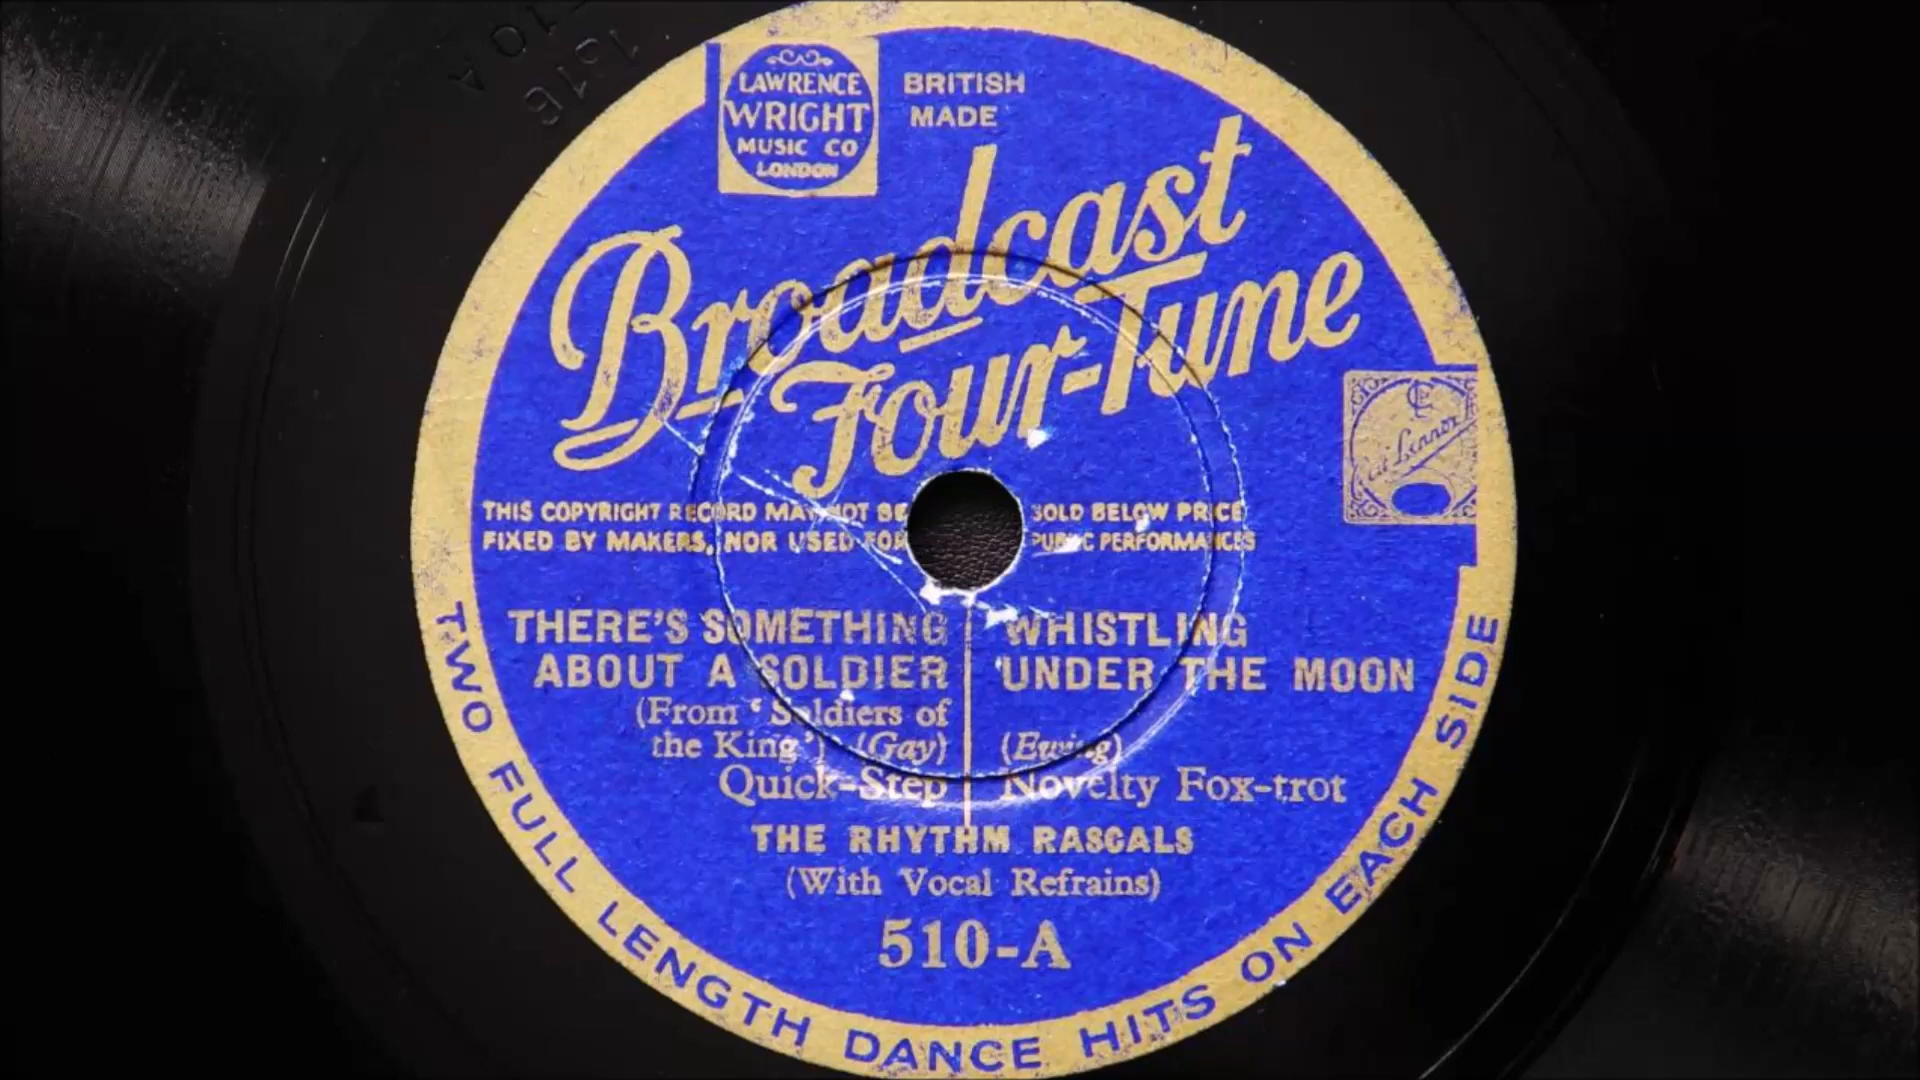 LAWRENCE
WRIGHT
MUSIC CO
LONDON
BRITISH
MADE
Broadcast
Four-Tune
THIS COPYRIGHT RECORD MAY NOT BE SOLD BELOW PRICE
FIXED BY MAKERS, NOR USED FOR PUBLIC PERFORMANCES
THERE'S SOMETHING
ABOUT A SOLDIER
(From ‘Soldiers of
the King’) (Gay)
Quick-Step
WHISTLING
UNDER THE MOON
(Ewing)
Novelty Fox-trot
THE RHYTHM RASCALS
(With Vocal Refrains)
510-A
TWO FULL LENGTH DANCE HITS ON EACH SIDE